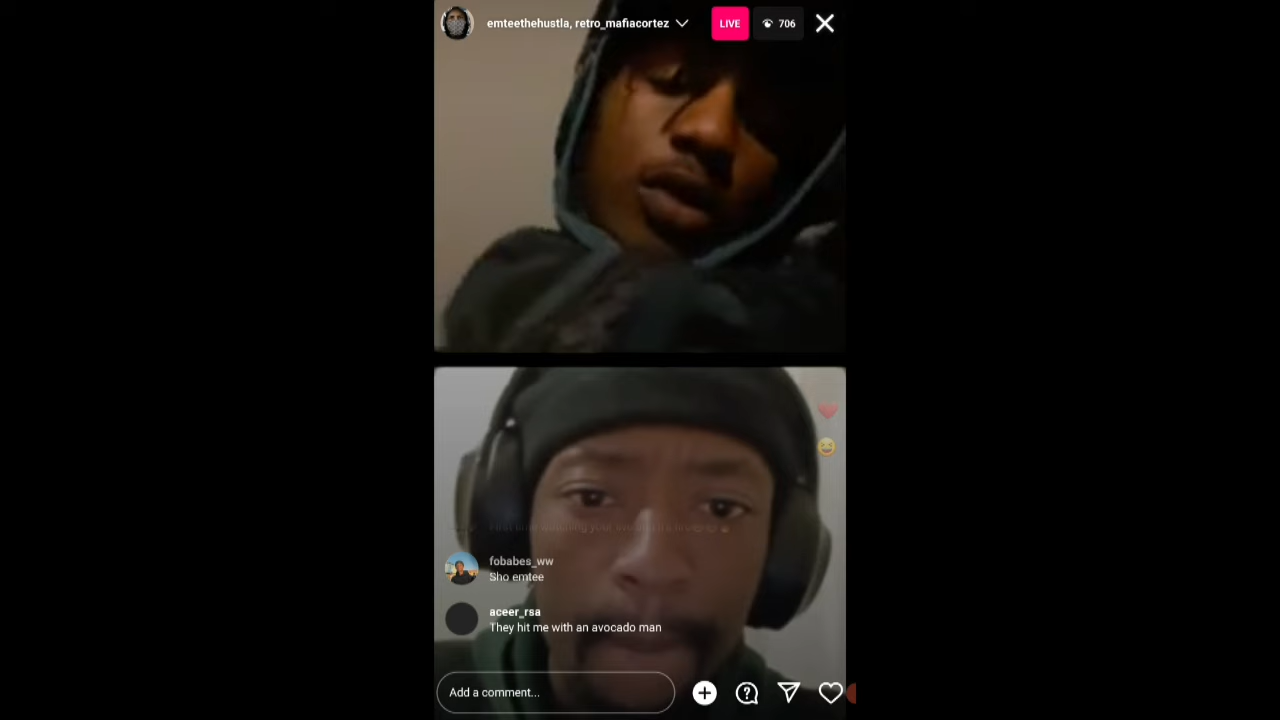 emteethehustla, retro_mafiacortez
LIVE
706
fobabes_ww
Sho emtee
aceer_rsa
They hit me with an avocado man
Add a comment...